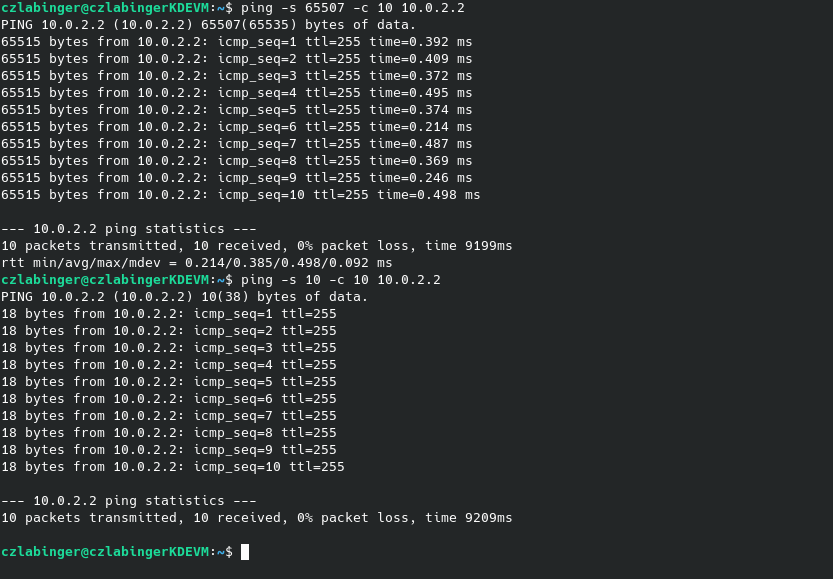 czlabinger@czlabingerKDEVM:~$ ping -s 65507 -c 10 10.0.2.2
PING 10.0.2.2 (10.0.2.2) 65507(65535) bytes of data.
65515 bytes from 10.0.2.2: icmp_seq=1 ttl=255 time=0.392 ms
65515 bytes from 10.0.2.2: icmp_seq=2 ttl=255 time=0.409 ms
65515 bytes from 10.0.2.2: icmp_seq=3 ttl=255 time=0.372 ms
65515 bytes from 10.0.2.2: icmp_seq=4 ttl=255 time=0.495 ms
65515 bytes from 10.0.2.2: icmp_seq=5 ttl=255 time=0.374 ms
65515 bytes from 10.0.2.2: icmp_seq=6 ttl=255 time=0.214 ms
65515 bytes from 10.0.2.2: icmp_seq=7 ttl=255 time=0.487 ms
65515 bytes from 10.0.2.2: icmp_seq=8 ttl=255 time=0.369 ms
65515 bytes from 10.0.2.2: icmp_seq=9 ttl=255 time=0.246 ms
65515 bytes from 10.0.2.2: icmp_seq=10 ttl=255 time=0.498 ms
--- 10.0.2.2 ping statistics ---
10 packets transmitted, 10 received, 0% packet loss, time 9199ms
rtt min/avg/max/mdev = 0.214/0.385/0.498/0.092 ms
czlabinger@czlabingerKDEVM:~$ ping -s 10 -c 10 10.0.2.2
PING 10.0.2.2 (10.0.2.2) 10(38) bytes of data.
18 bytes from 10.0.2.2: icmp_seq=1 ttl=255
18 bytes from 10.0.2.2: icmp_seq=2 ttl=255
18 bytes from 10.0.2.2: icmp_seq=3 ttl=255
18 bytes from 10.0.2.2: icmp_seq=4 ttl=255
18 bytes from 10.0.2.2: icmp_seq=5 ttl=255
18 bytes from 10.0.2.2: icmp_seq=6 ttl=255
18 bytes from 10.0.2.2: icmp_seq=7 ttl=255
18 bytes from 10.0.2.2: icmp_seq=8 ttl=255
18 bytes from 10.0.2.2: icmp_seq=9 ttl=255
18 bytes from 10.0.2.2: icmp_seq=10 ttl=255
--- 10.0.2.2 ping statistics ---
10 packets transmitted, 10 received, 0% packet loss, time 9209ms
czlabinger@czlabingerKDEVM:~$